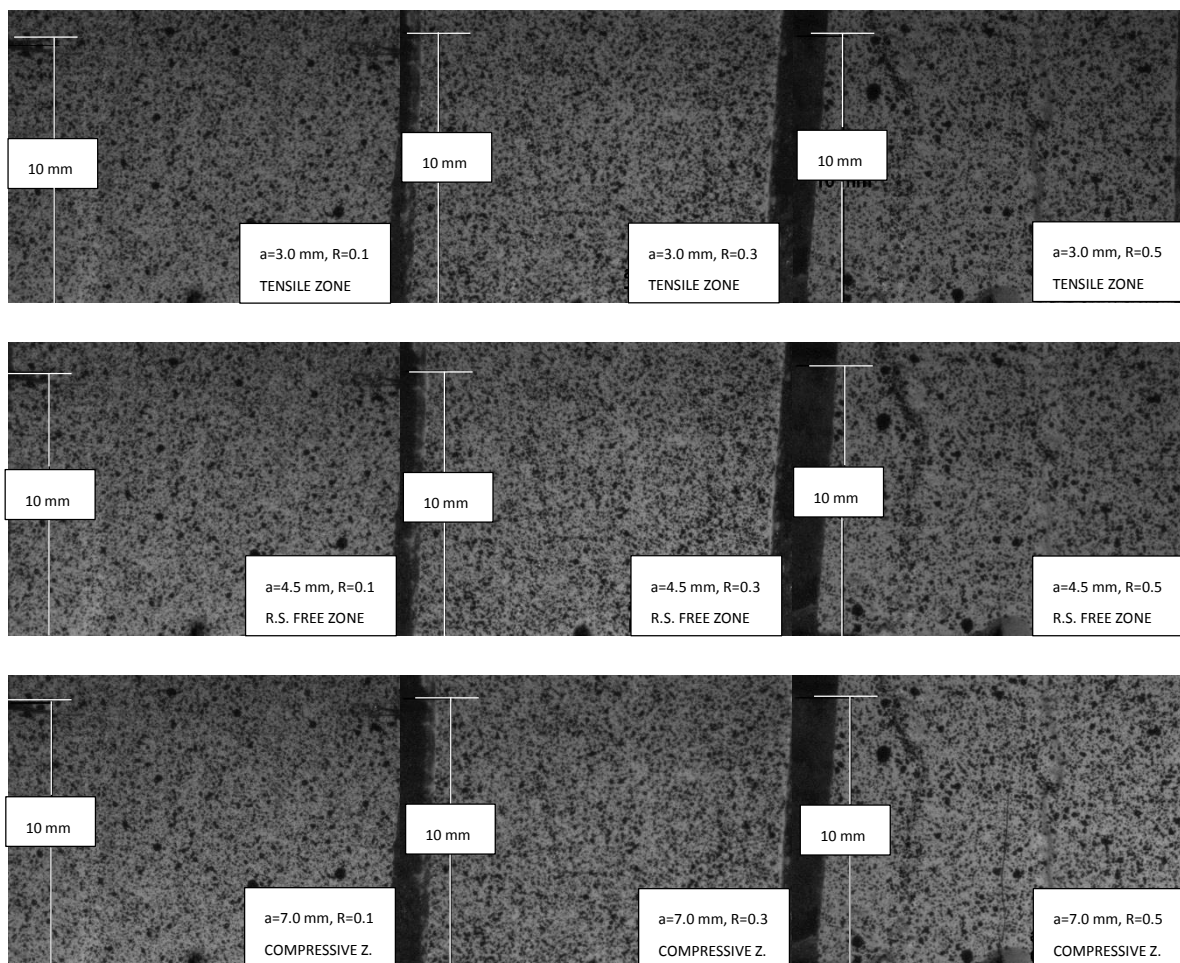 10 mm
a=3.0 mm, R=0.1
TENSILE ZONE
10 mm
a=3.0 mm, R=0.3
TENSILE ZONE
10 mm
a=3.0 mm, R=0.5
TENSILE ZONE
10 mm
a=4.5 mm, R=0.1
R.S. FREE ZONE
10 mm
a=4.5 mm, R=0.3
R.S. FREE ZONE
10 mm
a=4.5 mm, R=0.5
R.S. FREE ZONE
10 mm
a=7.0 mm, R=0.1
COMPRESSIVE Z.
10 mm
a=7.0 mm, R=0.3
COMPRESSIVE Z.
10 mm
a=7.0 mm, R=0.5
COMPRESSIVE Z.